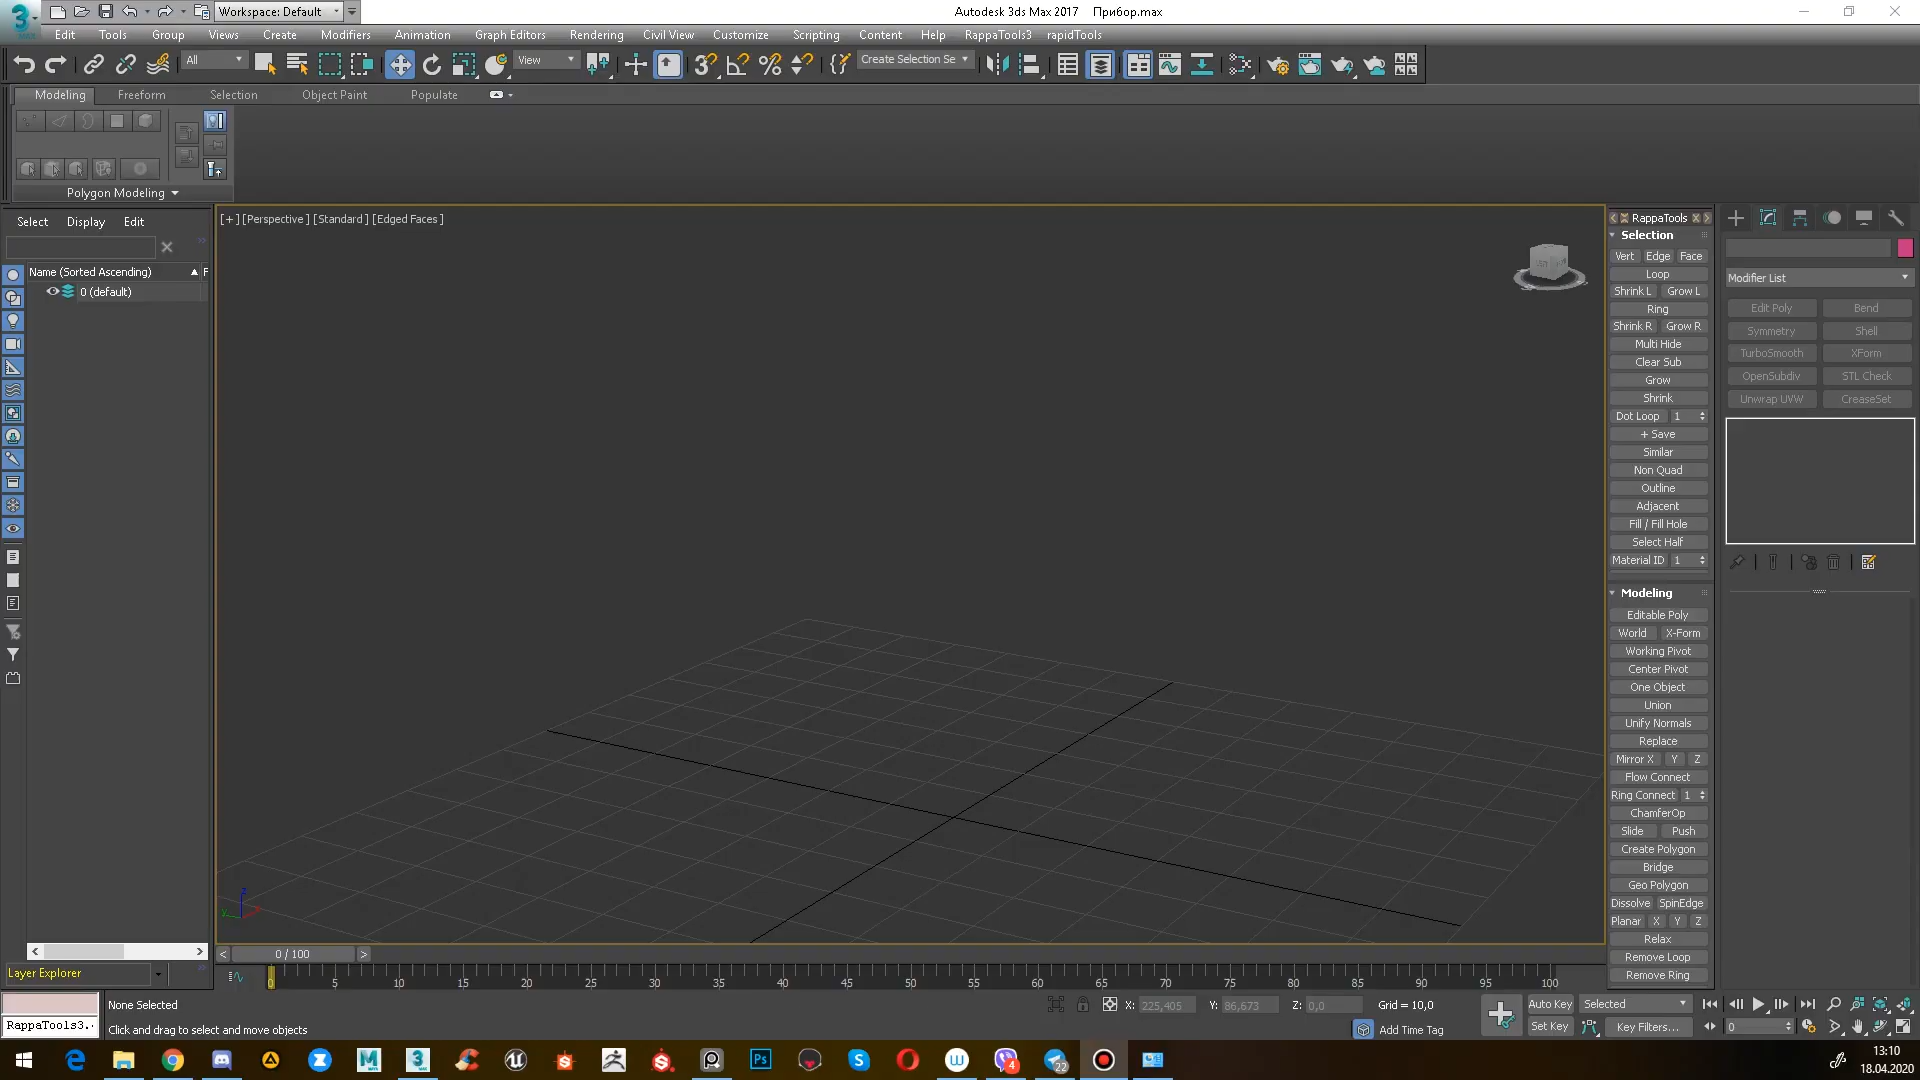 Workspace: Default
Autodesk 3ds Max 2017    Прибор.max
Edit Tools Group Views Create Modifiers Animation Graph Editors Rendering Civil View Customize Scripting Content Help RappaTools3 rapidTools
All
View
Create Selection Se
Modeling Freeform Selection Object Paint Populate
Polygon Modeling
Select Display Edit
Name (Sorted Ascending)
0 (default)
[+] [Perspective] [Standard] [Edged Faces]
RappaTools
Selection
Vert Edge Face
Loop
Shrink L Grow L
Ring
Shrink R Grow R
Multi Hide
Clear Sub
Grow
Shrink
Dot Loop 1
+ Save
Similar
Non Quad
Outline
Adjacent
Fill / Fill Hole
Select Half
Material ID 1
Modeling
Editable Poly
World X-Form
Working Pivot
Center Pivot
One Object
Union
Unify Normals
Replace
Mirror X Y Z
Flow Connect
Ring Connect 1
ChamferOp
Slide Push
Create Polygon
Bridge
Geo Polygon
Dissolve SpinEdge
Planar X Y Z
Relax
Remove Loop
Remove Ring
Modifier List
Edit Poly Bend
Symmetry Shell
TurboSmooth XForm
OpenSubdiv STL Check
Unwrap UVW CreaseSet
z
y
< 0 / 100 >
Layer Explorer
0 5 10 15 20 25 30 35 40 45 50 55 60 65 70 75 80 85 90 95 100
None Selected
X: 225,405 Y: 86,673 Z: 0,0 Grid = 10,0
Auto Key Selected
RappaTools3.
Click and drag to select and move objects
Add Time Tag
Set Key Key Filters...
0
4
22
13:10
18.04.2020